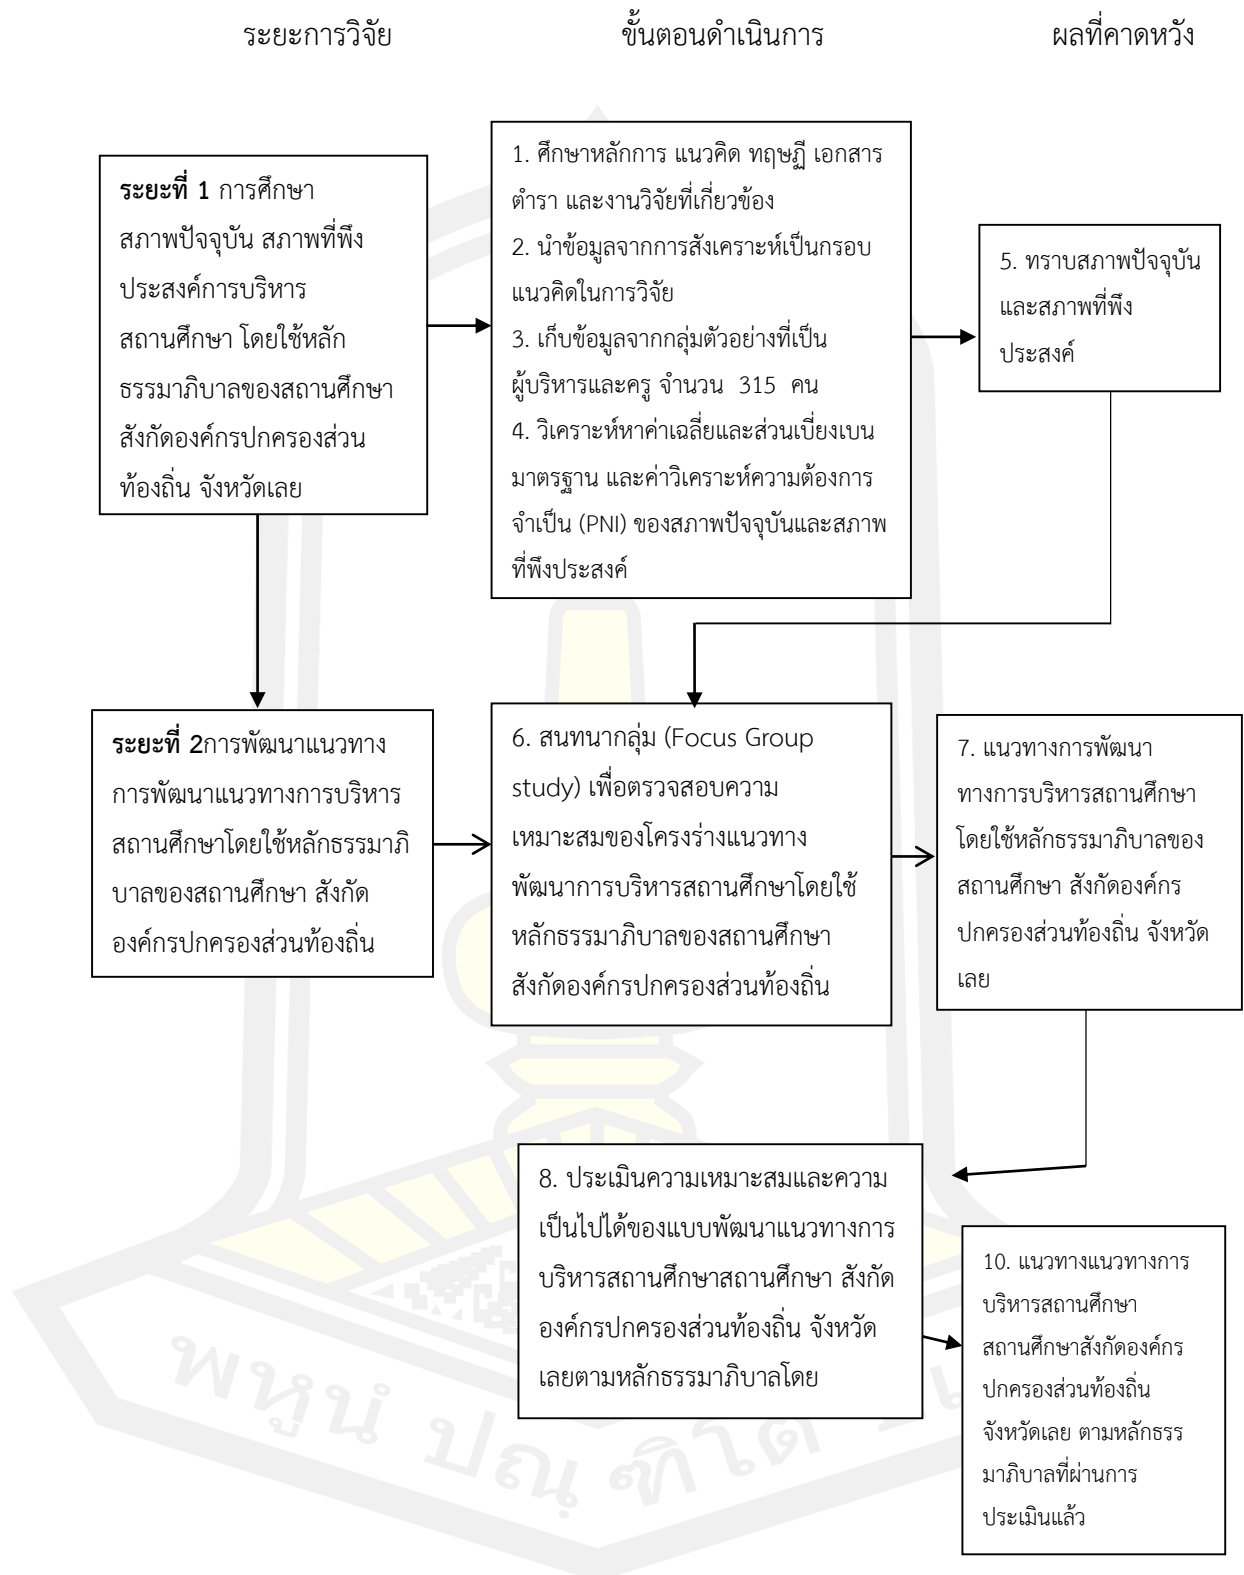 ระยะการวิจัย
ขั้นตอนดำเนินการ
ผลที่คาดหวัง
ระยะที่ 1 การศึกษา
สภาพปัจจุบัน สภาพที่พึง
ประสงค์การบริหาร
สถานศึกษา โดยใช้หลัก
ธรรมาภิบาลของสถานศึกษา
สังกัดองค์กรปกครองส่วน
ท้องถิ่น จังหวัดเลย
1. ศึกษาหลักการ แนวคิด ทฤษฎี เอกสาร
ตำรา และงานวิจัยที่เกี่ยวข้อง
2. นำข้อมูลจากการสังเคราะห์เป็นกรอบ
แนวคิดในการวิจัย
3. เก็บข้อมูลจากกลุ่มตัวอย่างที่เป็น
ผู้บริหารและครู จำนวน 315 คน
4. วิเคราะห์หาค่าเฉลี่ยและส่วนเบี่ยงเบน
มาตรฐาน และค่าวิเคราะห์ความต้องการ
จำเป็น (PNI) ของสภาพปัจจุบันและสภาพ
ที่พึงประสงค์
5. ทราบสภาพปัจจุบัน
และสภาพที่พึง
ประสงค์
ระยะที่ 2การพัฒนาแนวทาง
การพัฒนาแนวทางการบริหาร
สถานศึกษาโดยใช้หลักธรรมาภิ
บาลของสถานศึกษา สังกัด
องค์กรปกครองส่วนท้องถิ่น
6. สนทนากลุ่ม (Focus Group
study) เพื่อตรวจสอบความ
เหมาะสมของโครงร่างแนวทาง
พัฒนาการบริหารสถานศึกษาโดยใช้
หลักธรรมาภิบาลของสถานศึกษา
สังกัดองค์กรปกครองส่วนท้องถิ่น
7. แนวทางการพัฒนา
ทางการบริหารสถานศึกษา
โดยใช้หลักธรรมาภิบาลของ
สถานศึกษา สังกัดองค์กร
ปกครองส่วนท้องถิ่น จังหวัด
เลย
8. ประเมินความเหมาะสมและความ
เป็นไปได้ของแบบพัฒนาแนวทางการ
บริหารสถานศึกษาสถานศึกษา สังกัด
องค์กรปกครองส่วนท้องถิ่น จังหวัด
เลยตามหลักธรรมาภิบาลโดย
10. แนวทางแนวทางการ
บริหารสถานศึกษา
สถานศึกษาสังกัดองค์กร
ปกครองส่วนท้องถิ่น
จังหวัดเลย ตามหลักธรร
มาภิบาลที่ผ่านการ
ประเมินแล้ว
พหูนํ ปณฺ ฑิโต